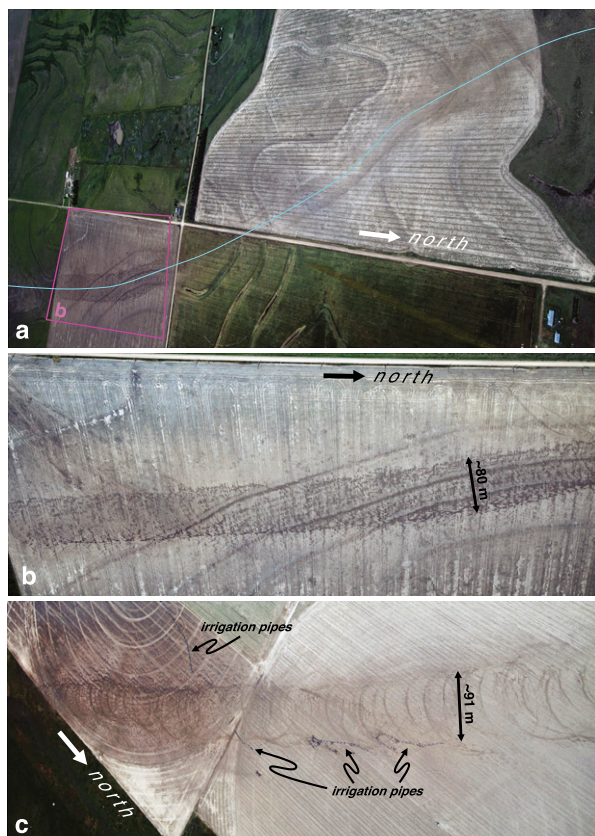 north
b
a
north
~80 m
b
irrigation pipes
~91 m
north
irrigation pipes
c